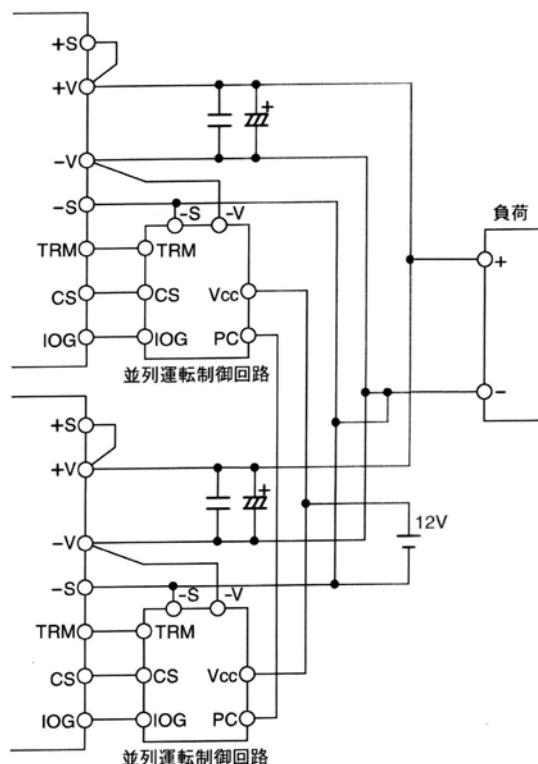 +S
+V
+
-V
-S
-S -V
TRM TRM
CS CS Vcc
IOG IOG PC
並列運転制御回路
負荷
+
-
+S
+V
+
-V
12V
-S
-S -V
TRM TRM
CS CS Vcc
IOG IOG PC
並列運転制御回路